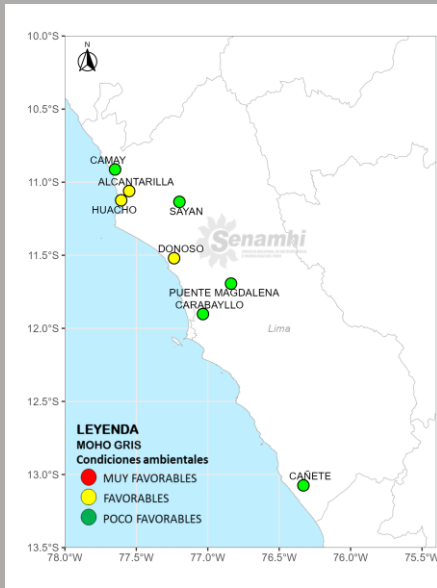 10.0°S
N
10.5°S
CAMAY
11.0°S
ALCANTARILLA
HUACHO
SAYAN
Senamhi
DONOSO
11.5°S
PUENTE MAGDALENA
CARABAYLLO
12.0°S
Lima
12.5°S
LEYENDA
MOHO GRIS
Condiciones ambientales
MUY FAVORABLES
FAVORABLES
POCO FAVORABLES
CAÑETE
13.0°S
13.5°S
78.0°W
77.5°W
77.0°W
76.5°W
76.0°W
75.5°W